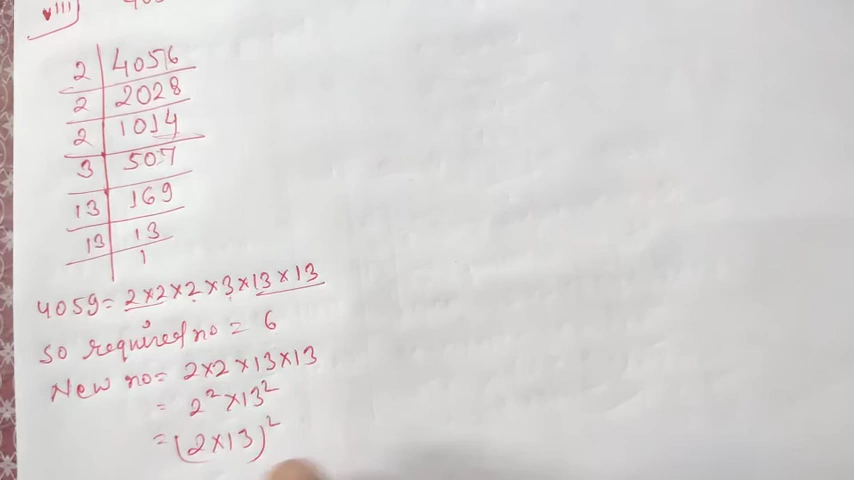 viii
2 | 4056
2 | 2028
2 | 1014
3 | 507
13 | 169
13 | 13
1
4059= 2×2×2×3×13×13
so required no = 6
New no= 2×2×13×13
= 2²×13²
=(2×13)²